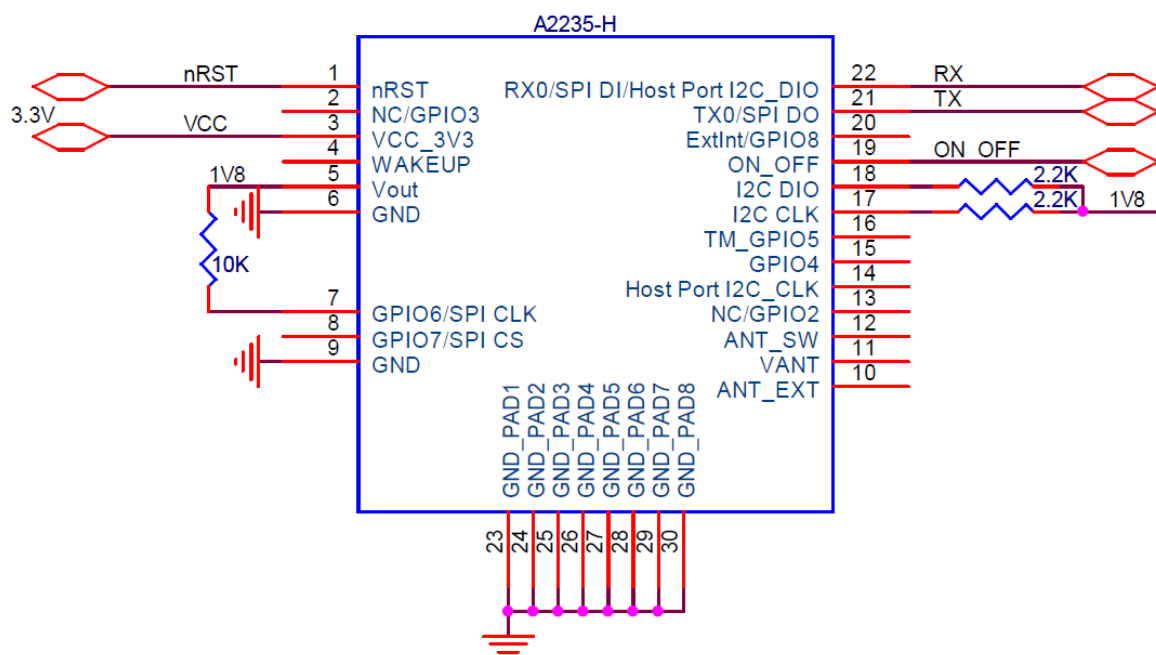 A2235-H
nRST 1 nRST RX0/SPI DI/Host Port I2C_DIO 22 RX
2 NC/GPIO3 TX0/SPI DO 21 TX
3.3V VCC 3 VCC_3V3 ExtInt/GPIO8 20
4 WAKEUP ON_OFF 19 ON OFF
1V8 5 Vout I2C DIO 18 2.2K
6 GND I2C CLK 17 2.2K 1V8
TM_GPIO5 16
10K GPIO4 15
7 GPIO6/SPI CLK Host Port I2C_CLK 14
8 GPIO7/SPI CS NC/GPIO2 13
9 GND ANT_SW 12
VANT 11
ANT_EXT 10
GND_PAD1 23
GND_PAD2 24
GND_PAD3 25
GND_PAD4 26
GND_PAD5 27
GND_PAD6 28
GND_PAD7 29
GND_PAD8 30